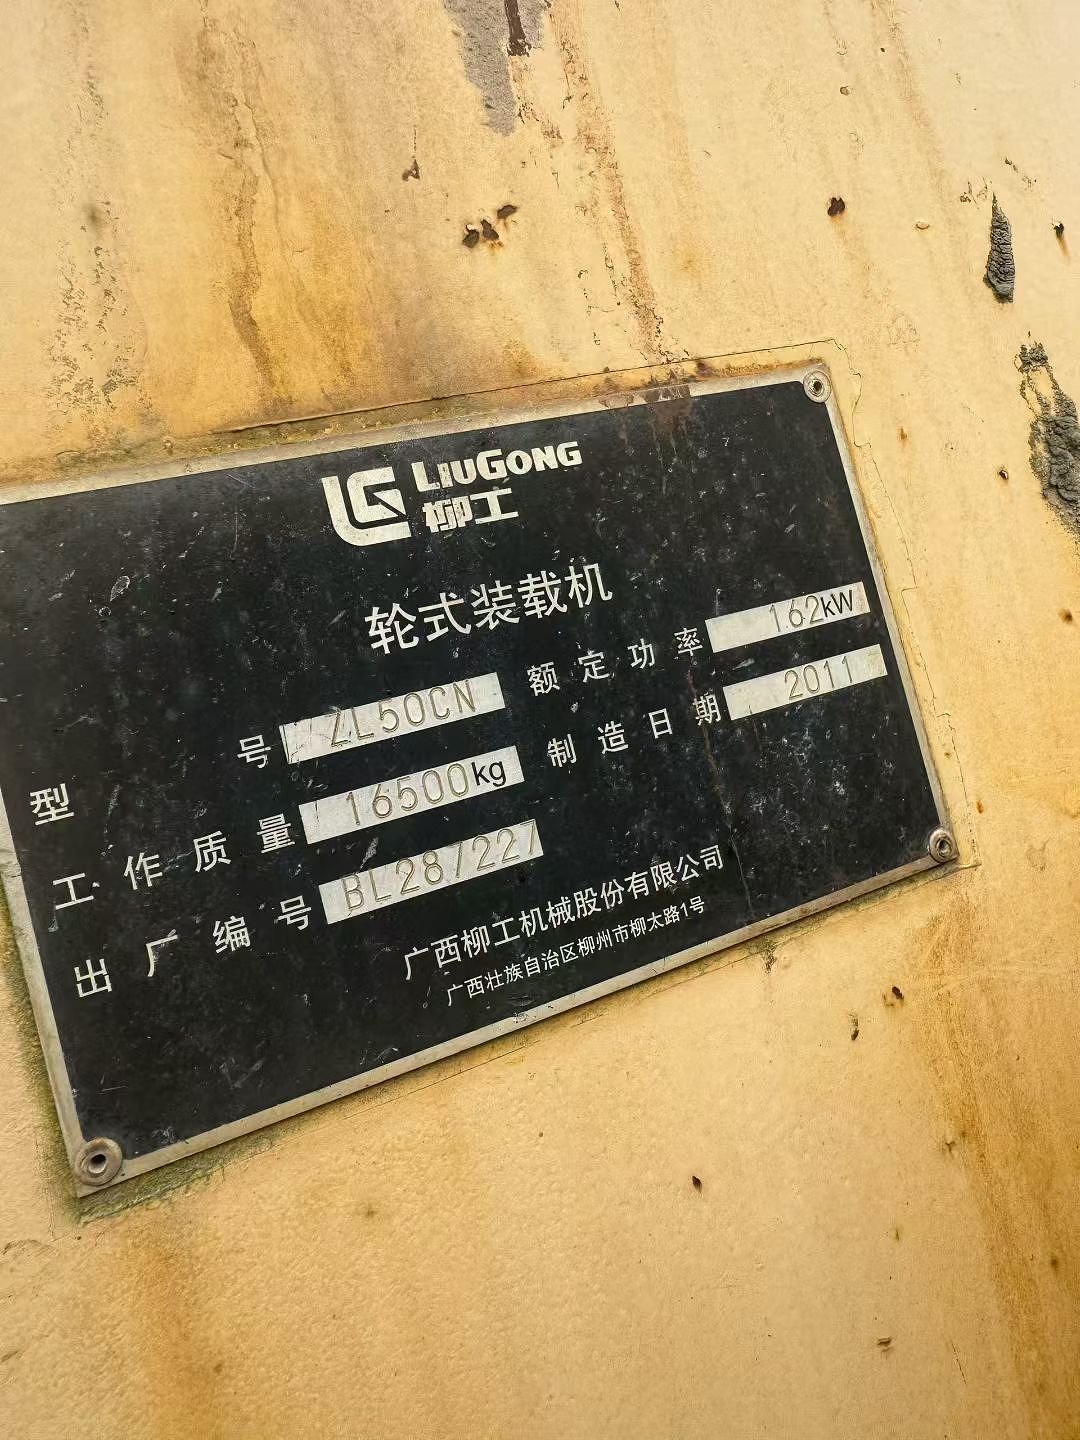 LIUGONG
柳工
轮式装载机
型号 ZL50CN 额定功率 162kW
工作质量 16500kg 制造日期 2011
出厂编号 BL287227
广西柳工机械股份有限公司
广西壮族自治区柳州市柳太路1号